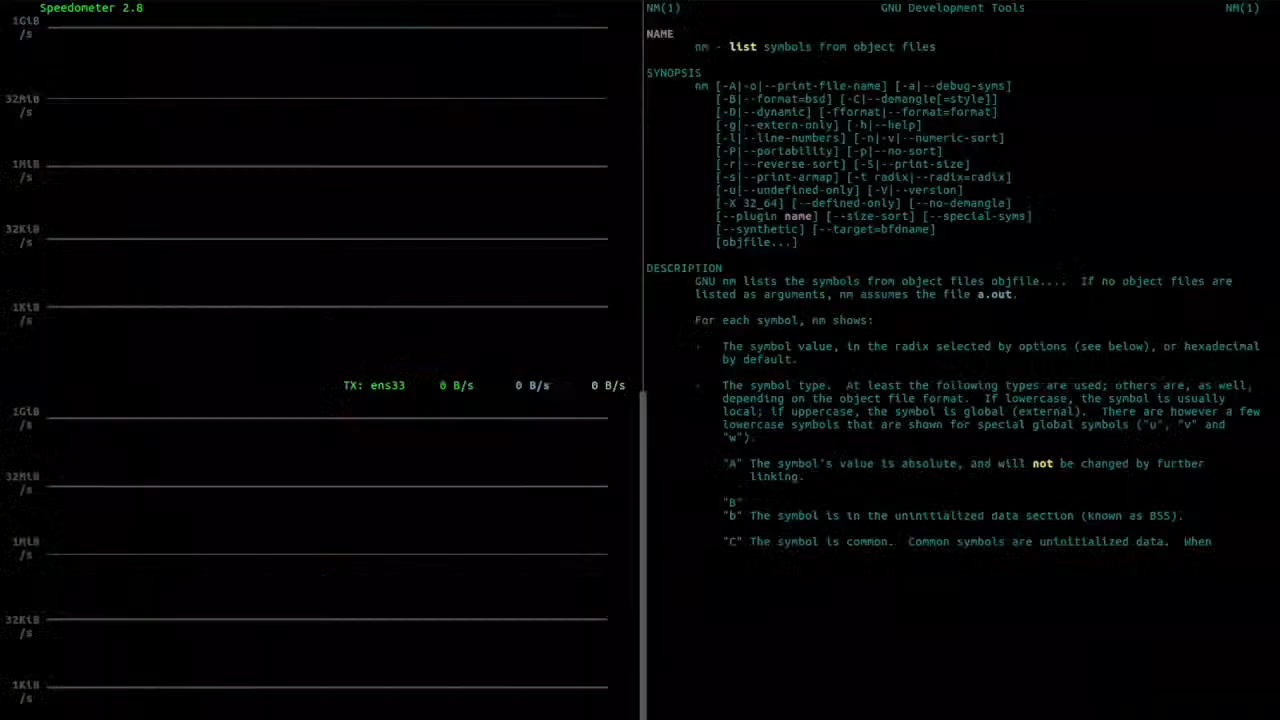 Speedometer 2.8
1GiB
/s
32MiB
/s
1MiB
/s
32KiB
/s
1KiB
/s
TX: ens33 0 B/s 0 B/s 0 B/s
1GiB
/s
32MiB
/s
1MiB
/s
32KiB
/s
1KiB
/s
NM(1) GNU Development Tools NM(1)
NAME
nm - list symbols from object files
SYNOPSIS
nm [-A|-o|--print-file-name] [-a|--debug-syms]
[-B|--format=bsd] [-C|--demangle[=style]]
[-D|--dynamic] [-fformat|--format=format]
[-g|--extern-only] [-h|--help]
[-l|--line-numbers] [-n|-v|--numeric-sort]
[-P|--portability] [-p|--no-sort]
[-r|--reverse-sort] [-S|--print-size]
[-s|--print-armap] [-t radix|--radix=radix]
[-u|--undefined-only] [-V|--version]
[-X 32_64] [--defined-only] [--no-demangle]
[--plugin name] [--size-sort] [--special-syms]
[--synthetic] [--target=bfdname]
[objfile...]
DESCRIPTION
GNU nm lists the symbols from object files objfile.... If no object files are
listed as arguments, nm assumes the file a.out.
For each symbol, nm shows:
· The symbol value, in the radix selected by options (see below), or hexadecimal
by default.
· The symbol type. At least the following types are used; others are, as well,
depending on the object file format. If lowercase, the symbol is usually
local; if uppercase, the symbol is global (external). There are however a few
lowercase symbols that are shown for special global symbols ("u", "v" and
"w").
"A" The symbol's value is absolute, and will not be changed by further
linking.
"B"
"b" The symbol is in the uninitialized data section (known as BSS).
"C" The symbol is common. Common symbols are uninitialized data. When